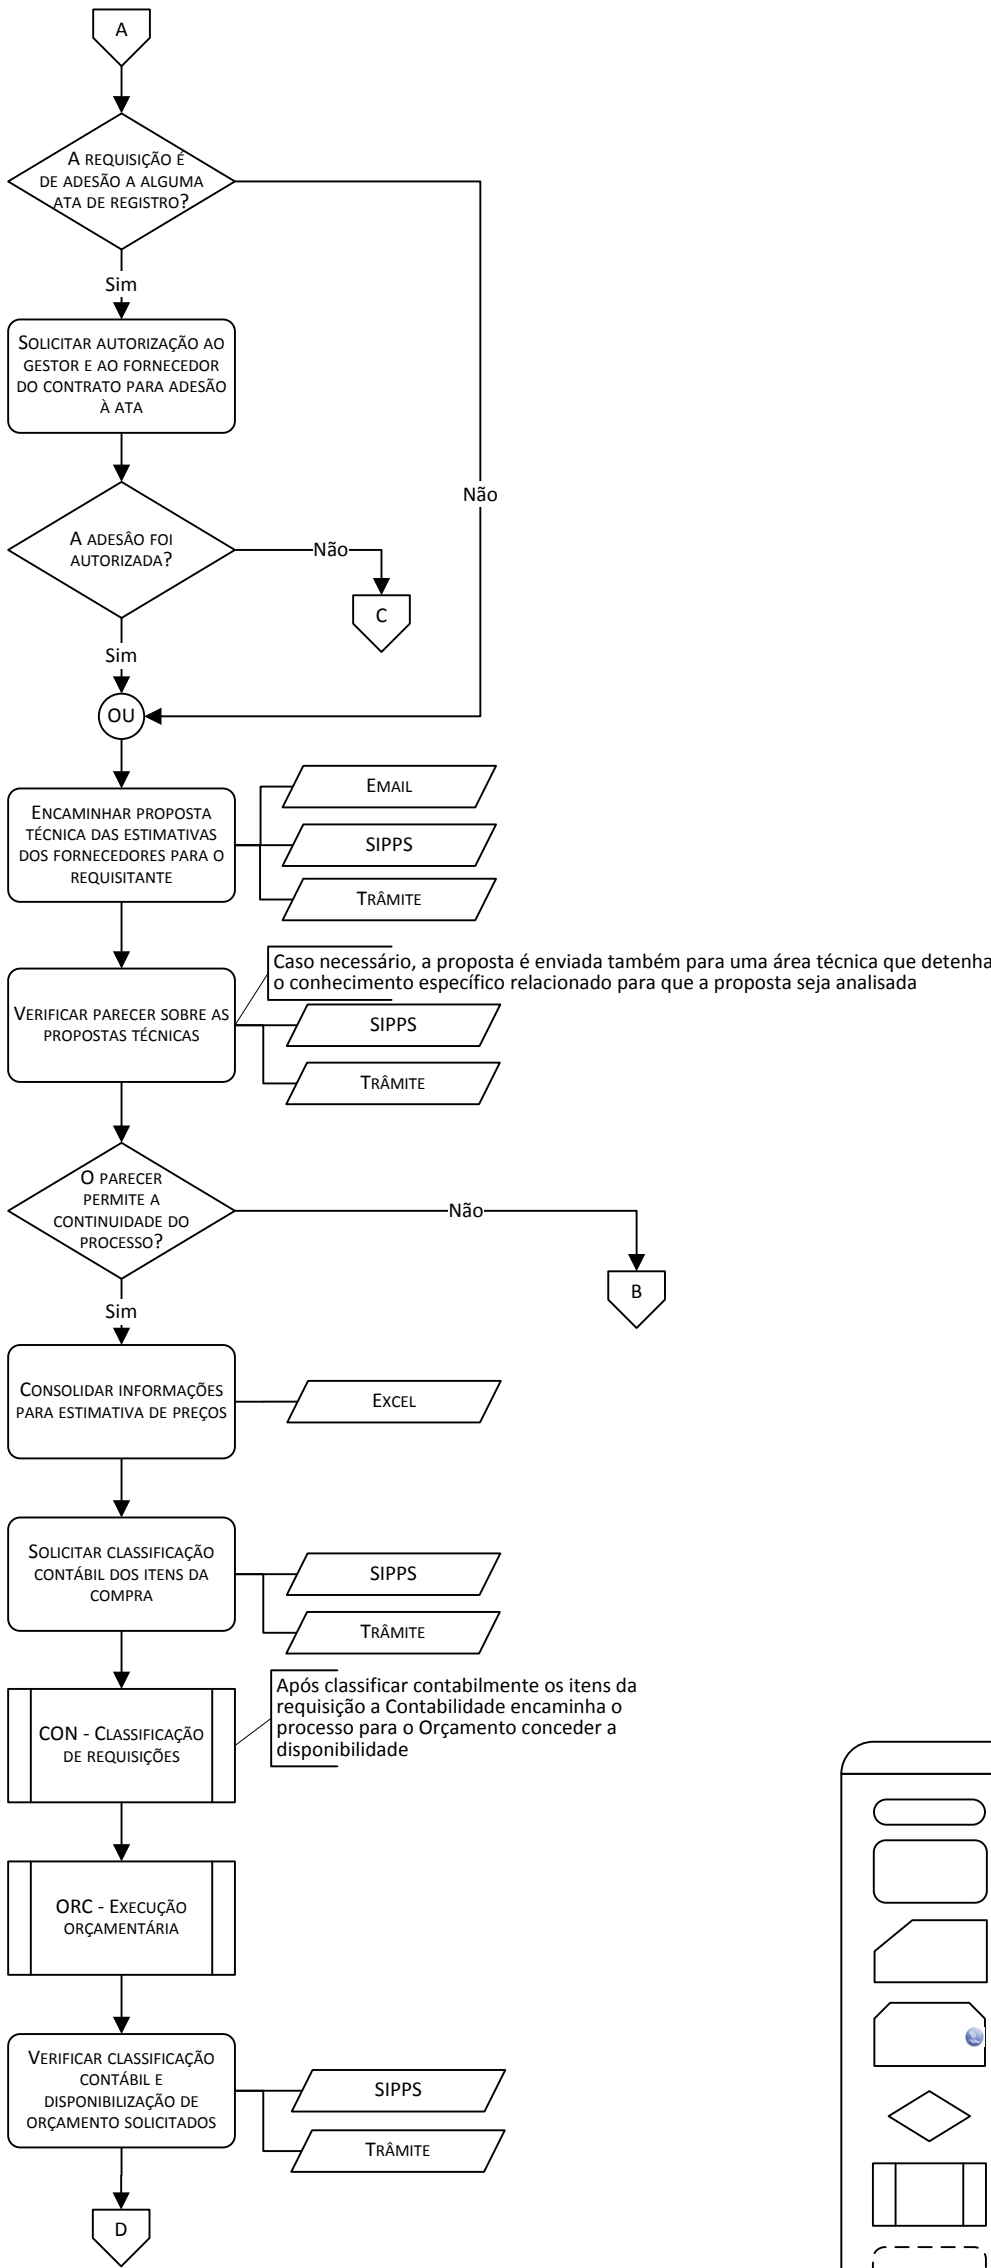 A
A REQUISIÇÃO É
DE ADESÃO A ALGUMA
ATA DE REGISTRO?
Sim
SOLICITAR AUTORIZAÇÃO AO
GESTOR E AO FORNECEDOR
DO CONTRATO PARA ADESÃO
À ATA
Não
A ADESÂO FOI
AUTORIZADA?
Não
C
Sim
OU
ENCAMINHAR PROPOSTA
TÉCNICA DAS ESTIMATIVAS
DOS FORNECEDORES PARA O
REQUISITANTE
EMAIL
SIPPS
TRÂMITE
Caso necessário, a proposta é enviada também para uma área técnica que detenha
o conhecimento específico relacionado para que a proposta seja analisada
VERIFICAR PARECER SOBRE AS
PROPOSTAS TÉCNICAS
SIPPS
TRÂMITE
O PARECER
PERMITE A
CONTINUIDADE DO
PROCESSO?
Não
B
Sim
CONSOLIDAR INFORMAÇÕES
PARA ESTIMATIVA DE PREÇOS
EXCEL
SOLICITAR CLASSIFICAÇÃO
CONTÁBIL DOS ITENS DA
COMPRA
SIPPS
TRÂMITE
Após classificar contabilmente os itens da
requisição a Contabilidade encaminha o
processo para o Orçamento conceder a
disponibilidade
CON - CLASSIFICAÇÃO
DE REQUISIÇÕES
ORC - EXECUÇÃO
ORÇAMENTÁRIA
VERIFICAR CLASSIFICAÇÃO
CONTÁBIL E
DISPONIBILIZAÇÃO DE
ORÇAMENTO SOLICITADOS
SIPPS
TRÂMITE
D